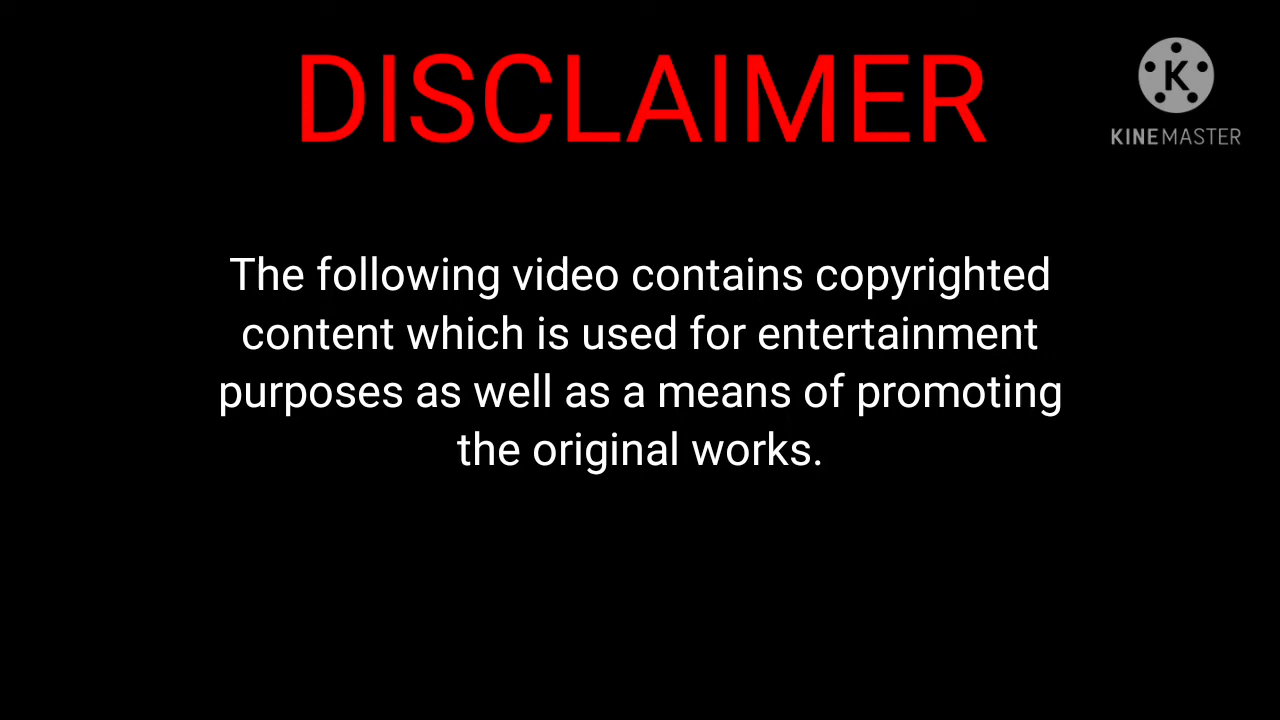 DISCLAIMER
K
KINEMASTER
The following video contains copyrighted
content which is used for entertainment
purposes as well as a means of promoting
the original works.